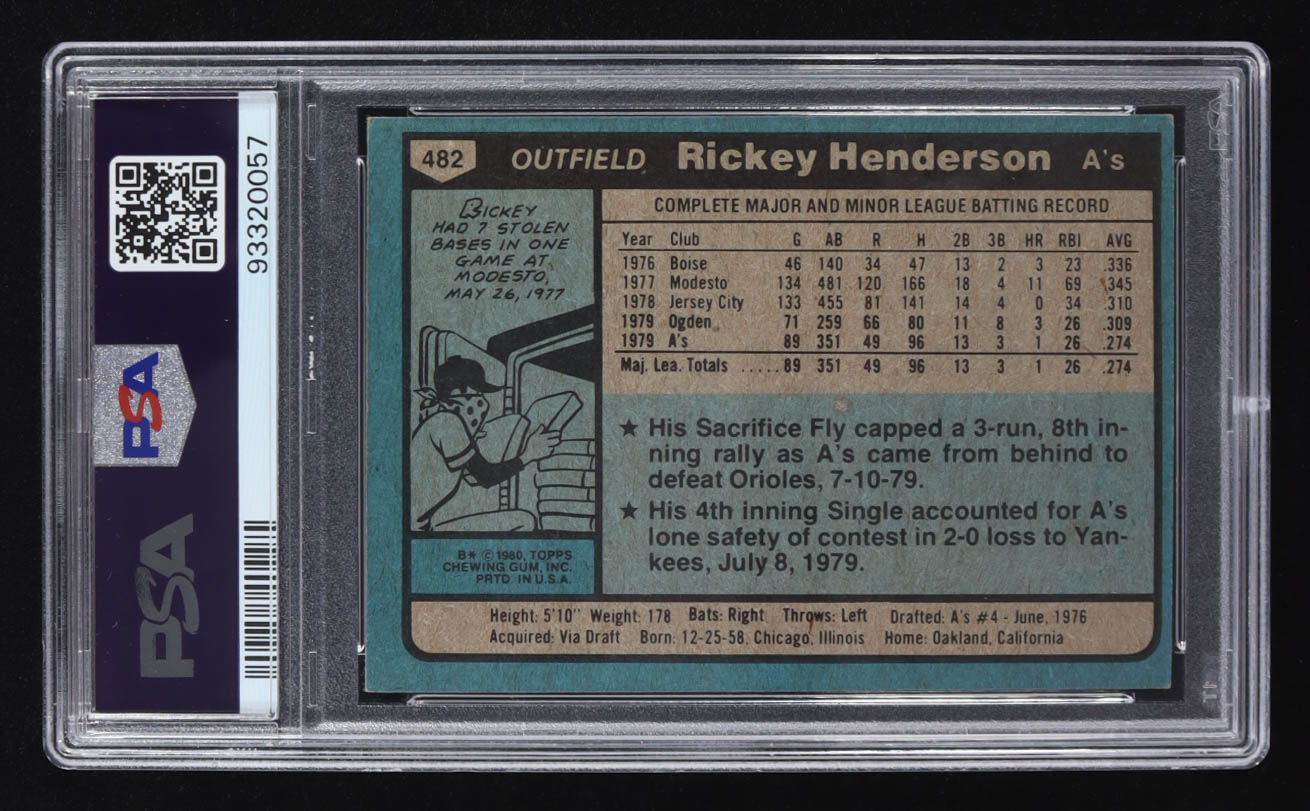 93320057
PSA
PSA
482 OUTFIELD Rickey Henderson A's
RICKEY
HAD 7 STOLEN
BASES IN ONE
GAME AT
MODESTO,
MAY 26, 1977
B* © 1980, TOPPS
CHEWING GUM, INC.
PRTD. IN U.S.A.
COMPLETE MAJOR AND MINOR LEAGUE BATTING RECORD
Year Club G AB R H 2B 3B HR RBI AVG
1976 Boise 46 140 34 47 13 2 3 23 .336
1977 Modesto 134 481 120 166 18 4 11 69 .345
1978 Jersey City 133 455 81 141 14 4 0 34 .310
1979 Ogden 71 259 66 80 11 8 3 26 .309
1979 A's 89 351 49 96 13 3 1 26 .274
Maj. Lea. Totals ..... 89 351 49 96 13 3 1 26 .274
★ His Sacrifice Fly capped a 3-run, 8th in-
ning rally as A's came from behind to
defeat Orioles, 7-10-79.
★ His 4th inning Single accounted for A's
lone safety of contest in 2-0 loss to Yan-
kees, July 8, 1979.
Height: 5'10" Weight: 178 Bats: Right Throws: Left Drafted: A's #4 - June, 1976
Acquired: Via Draft Born: 12-25-58, Chicago, Illinois Home: Oakland, California